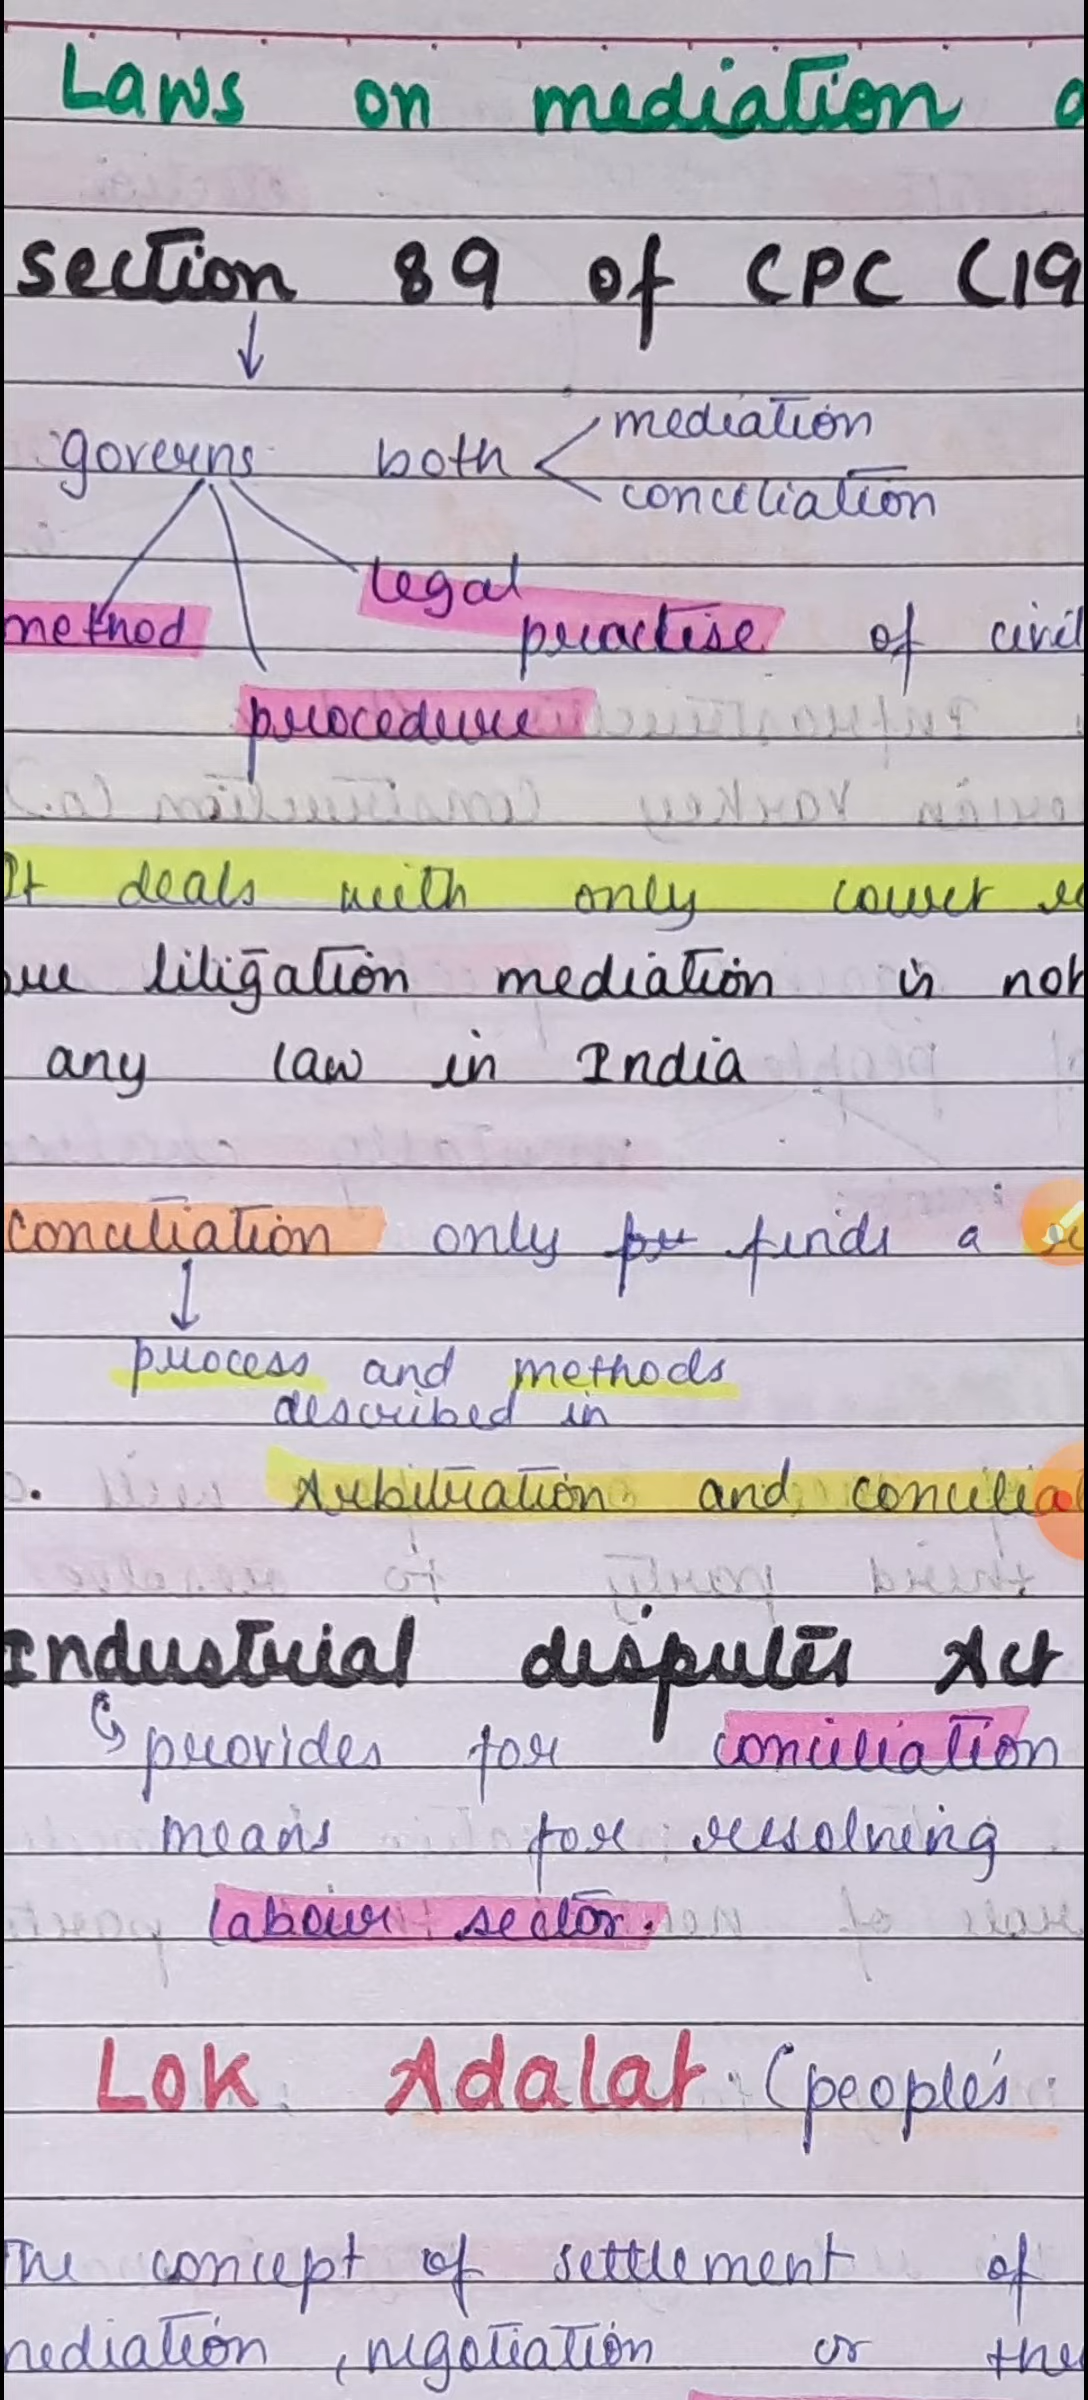 Laws on mediation
section 89 of CPC (19
governs both mediation
conciliation
legal
method practise of civil
procedure
It deals with only court
litigation mediation is not
any law in India
conciliation only finds a
process and methods
described in
Arbitration and concilia
Industrial disputes Act
provides for conciliation
means for resolving
labour sector.
Lok Adalat (people's
The concept of settlement of
mediation, negotiation or the